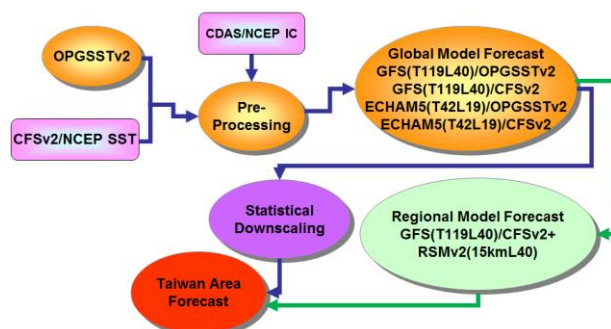 OPGSSTv2
CFSv2/NCEP SST
CDAS/NCEP IC
Pre-
Processing
Global Model Forecast
GFS(T119L40)/OPGSSTv2
GFS(T119L40)/CFSv2
ECHAM5(T42L19)/OPGSSTv2
ECHAM5(T42L19)/CFSv2
Statistical
Downscaling
Regional Model Forecast
GFS(T119L40)/CFSv2+
RSMv2(15kmL40)
Taiwan Area
Forecast